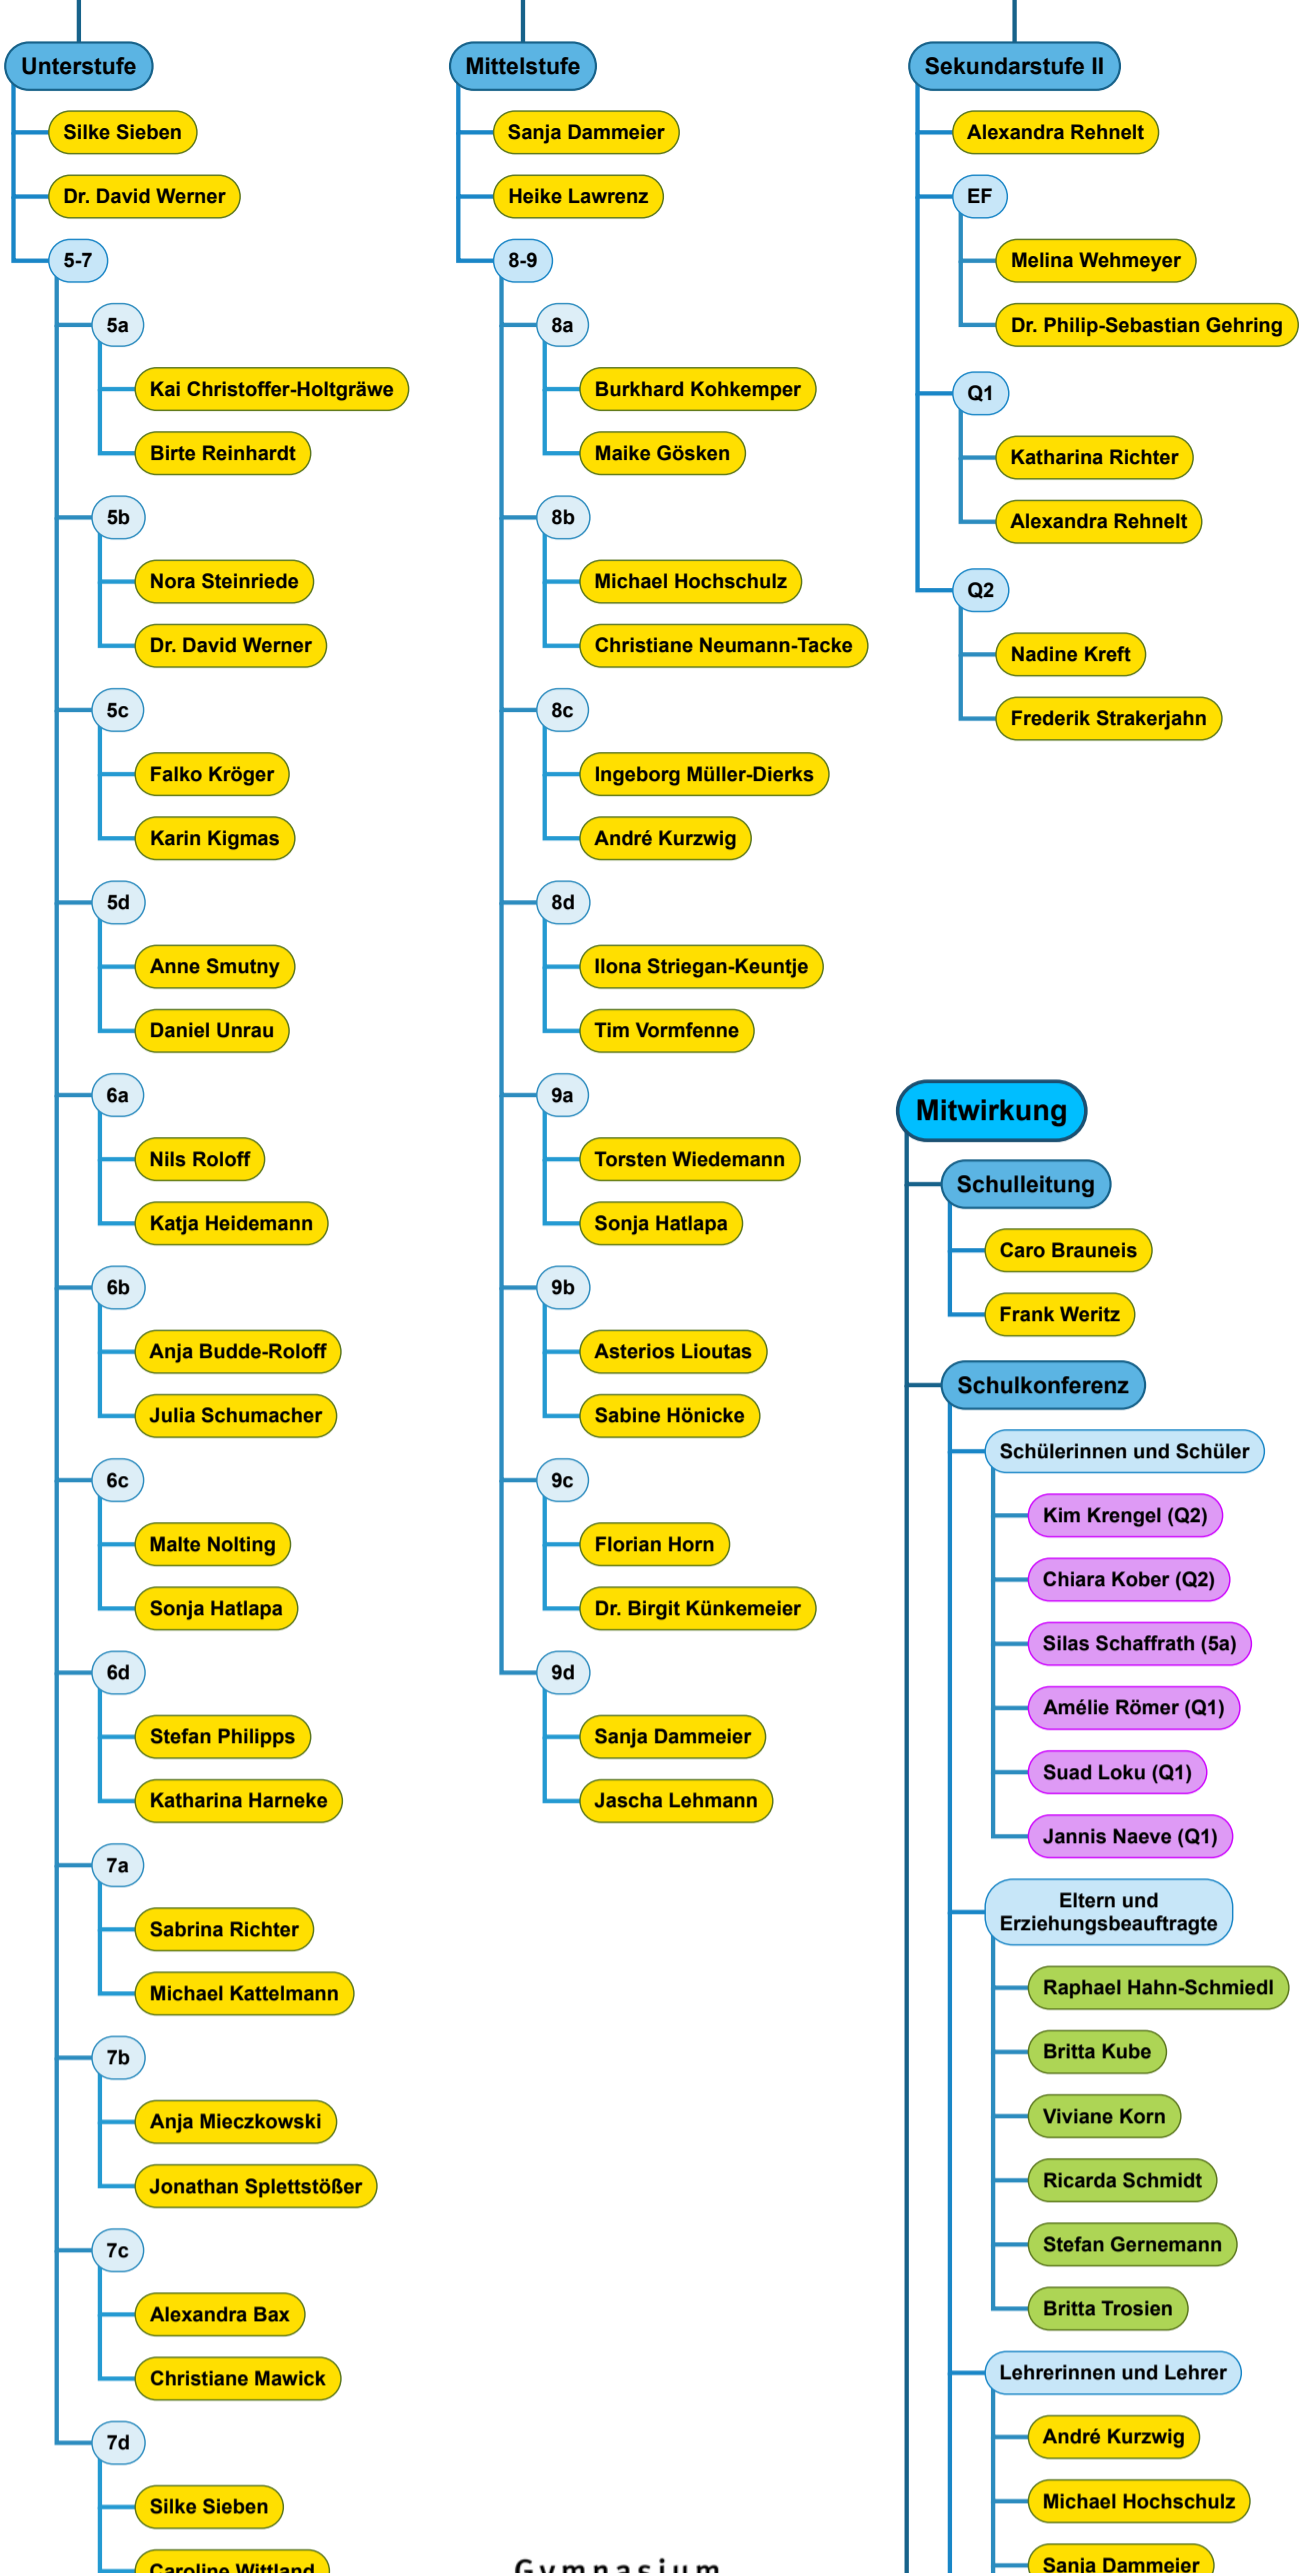 Unterstufe
Silke Sieben
Dr. David Werner
5-7
5a
Kai Christoffer-Holtgräwe
Birte Reinhardt
5b
Nora Steinriede
Dr. David Werner
5c
Falko Kröger
Karin Kigmas
5d
Anne Smutny
Daniel Unrau
6a
Nils Roloff
Katja Heidemann
6b
Anja Budde-Roloff
Julia Schumacher
6c
Malte Nolting
Sonja Hatlapa
6d
Stefan Philipps
Katharina Harneke
7a
Sabrina Richter
Michael Kattelmann
7b
Anja Mieczkowski
Jonathan Splettstößer
7c
Alexandra Bax
Christiane Mawick
7d
Silke Sieben
Caroline Wittland
Mittelstufe
Sanja Dammeier
Heike Lawrenz
8-9
8a
Burkhard Kohkemper
Maike Gösken
8b
Michael Hochschulz
Christiane Neumann-Tacke
8c
Ingeborg Müller-Dierks
André Kurzwig
8d
Ilona Striegan-Keuntje
Tim Vormfenne
9a
Torsten Wiedemann
Sonja Hatlapa
9b
Asterios Lioutas
Sabine Hönicke
9c
Florian Horn
Dr. Birgit Künkemeier
9d
Sanja Dammeier
Jascha Lehmann
Gymnasium
Sekundarstufe II
Alexandra Rehnelt
EF
Melina Wehmeyer
Dr. Philip-Sebastian Gehring
Q1
Katharina Richter
Alexandra Rehnelt
Q2
Nadine Kreft
Frederik Strakerjahn
Mitwirkung
Schulleitung
Caro Brauneis
Frank Weritz
Schulkonferenz
Schülerinnen und Schüler
Kim Krengel (Q2)
Chiara Kober (Q2)
Silas Schaffrath (5a)
Amélie Römer (Q1)
Suad Loku (Q1)
Jannis Naeve (Q1)
Eltern und
Erziehungsbeauftragte
Raphael Hahn-Schmiedl
Britta Kube
Viviane Korn
Ricarda Schmidt
Stefan Gernemann
Britta Trosien
Lehrerinnen und Lehrer
André Kurzwig
Michael Hochschulz
Sanja Dammeier